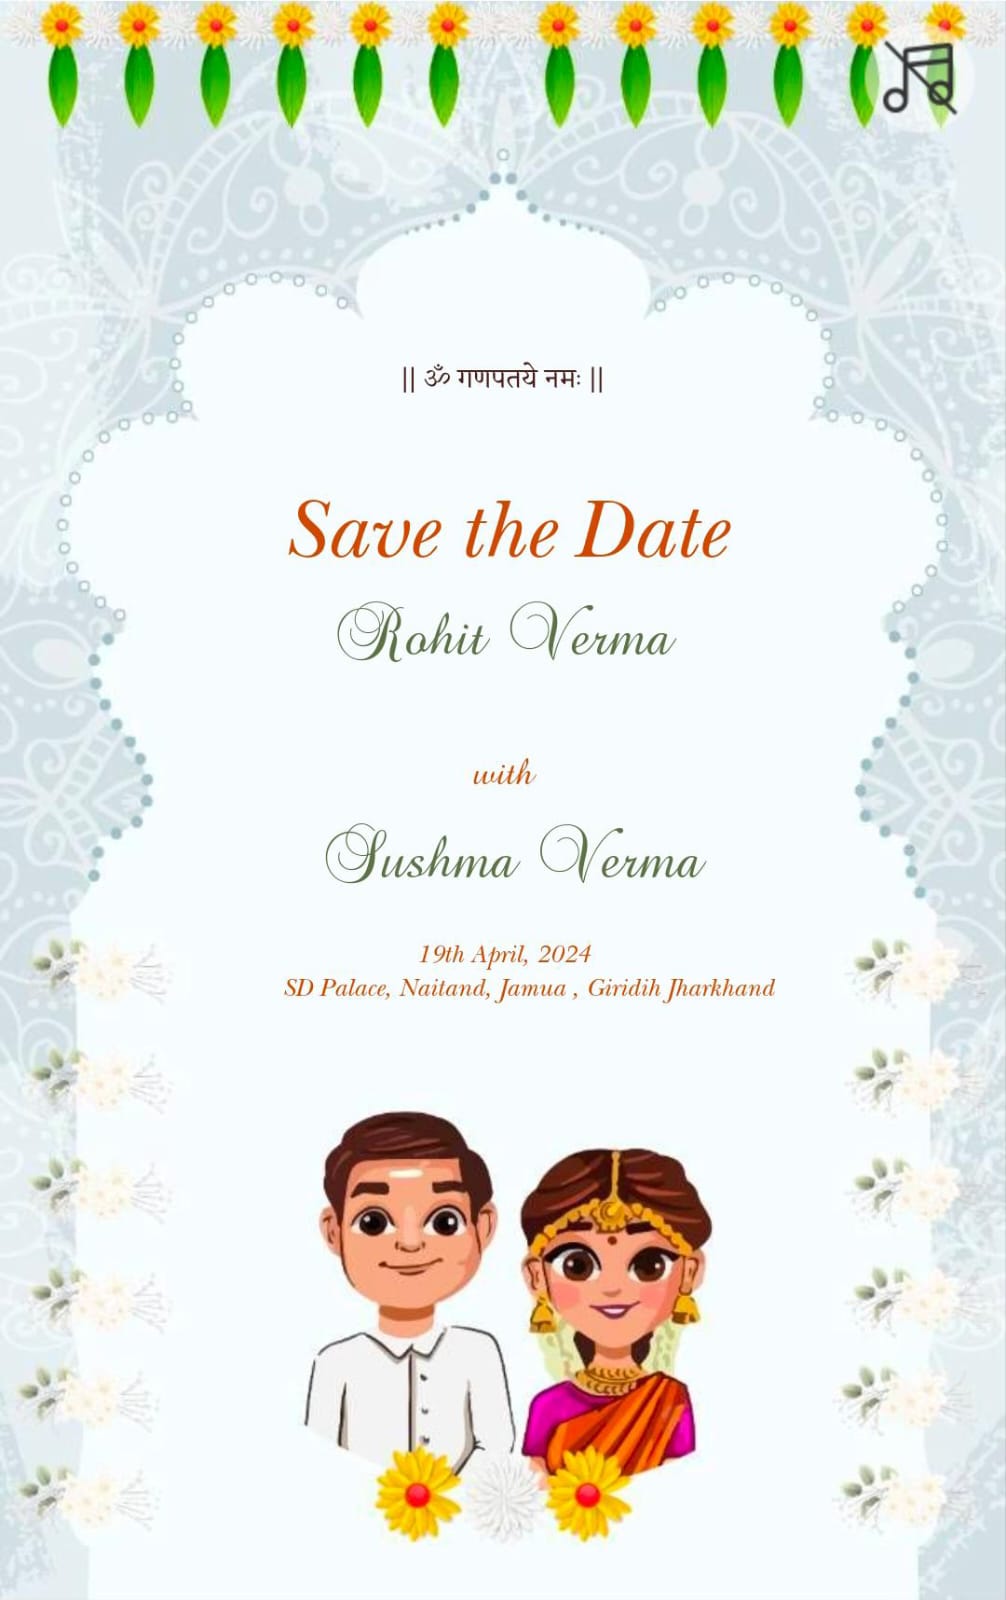 || ॐ गणपतये नमः ||
Save the Date
Rohit Verma
with
Sushma Verma
19th April, 2024
SD Palace, Naitand, Jamua , Giridih Jharkhand